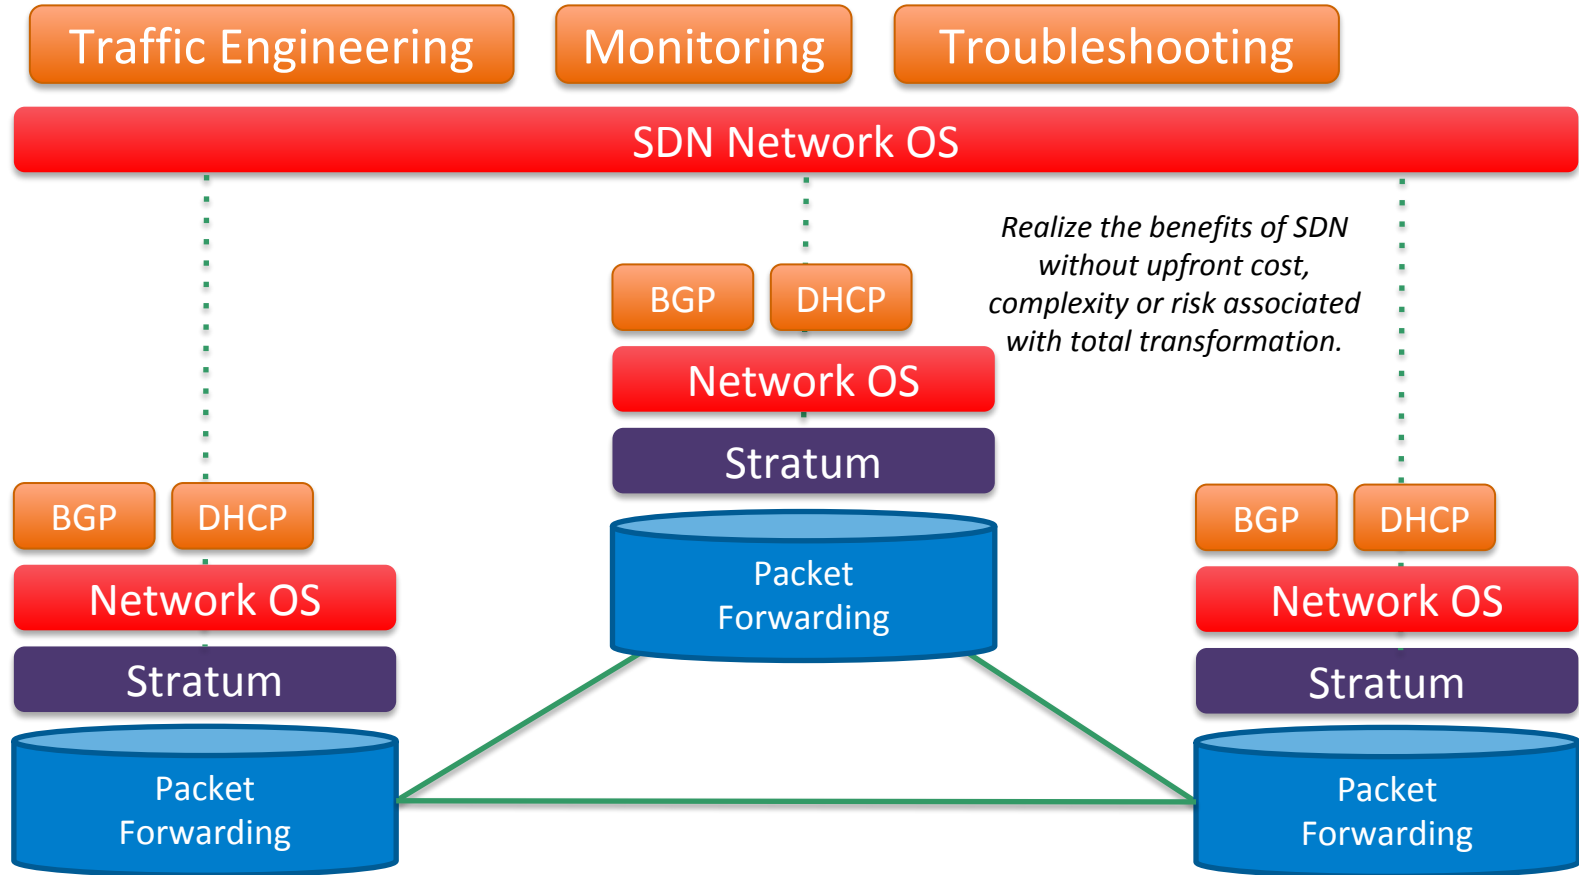 Traffic Engineering
Monitoring
Troubleshooting
SDN Network OS
Realize the benefits of SDN
without upfront cost,
complexity or risk associated
with total transformation.
BGP
DHCP
Network OS
Stratum
Packet
Forwarding
BGP
DHCP
Network OS
Stratum
Packet
Forwarding
BGP
DHCP
Network OS
Stratum
Packet
Forwarding